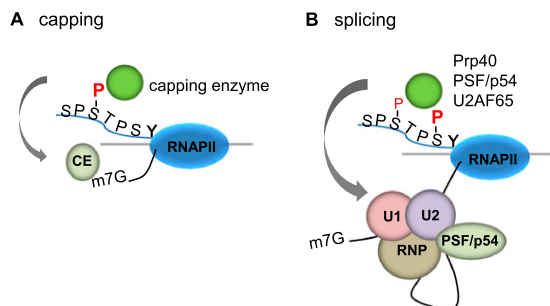 A capping
P
capping enzyme
SPSTPSY
RNAPII
CE
m7G
B splicing
Prp40
PSF/p54
U2AF65
P
P
SPSTPSY
RNAPII
U1
U2
m7G
RNP
PSF/p54